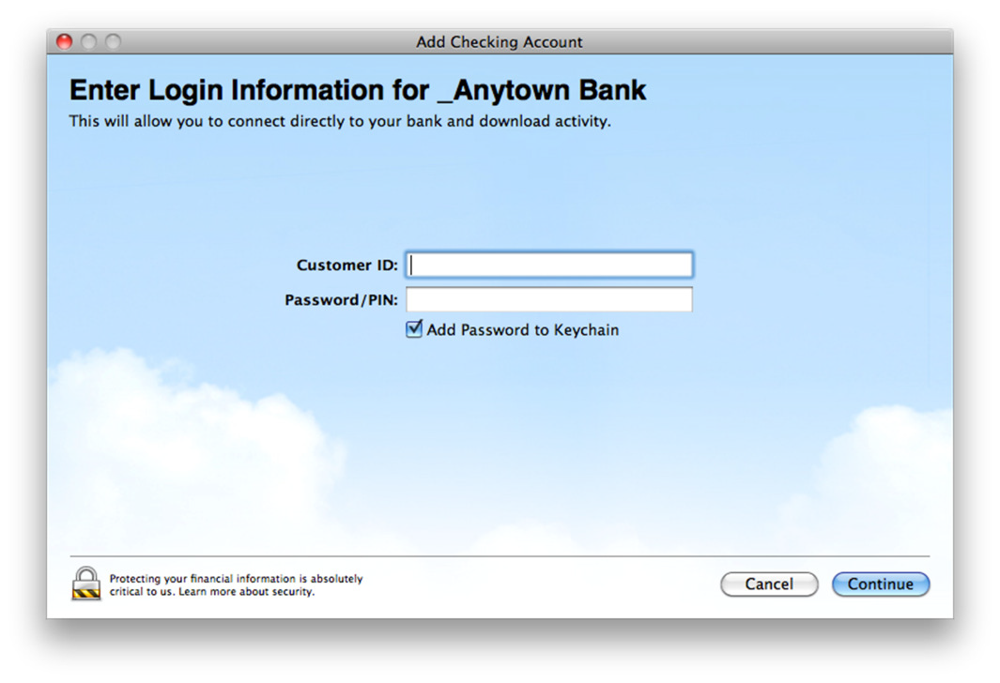 Add Checking Account
Enter Login Information for _Anytown Bank
This will allow you to connect directly to your bank and download activity.
Customer ID:
Password/PIN:
Add Password to Keychain
Protecting your financial information is absolutely
critical to us. Learn more about security.
Cancel
Continue